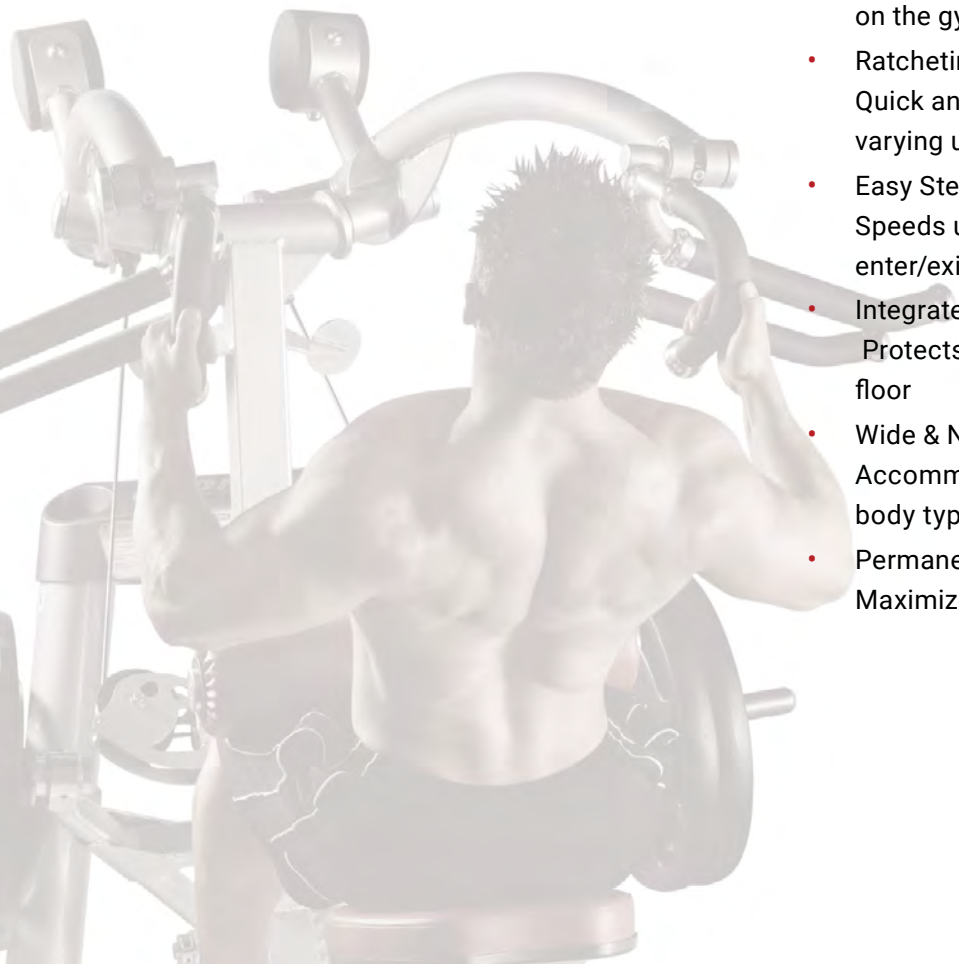 on the gy
• Ratchetin
Quick an
varying u
• Easy Ste
Speeds u
enter/exi
• Integrate
Protects
floor
• Wide & N
Accomm
body typ
• Permane
Maximiz